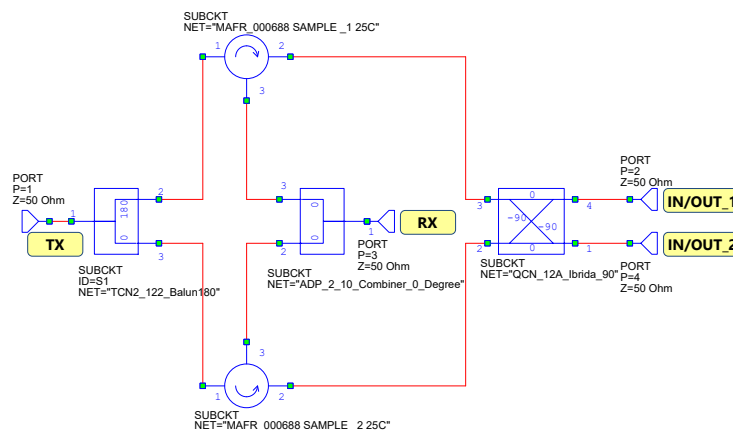 SUBCKT
NET="MAFR_000688 SAMPLE _1 25C"
1
2
3
PORT
P=1
Z=50 Ohm
1
TX
180
0
2
3
SUBCKT
ID=S1
NET="TCN2_122_Balun180"
3
0
0
2
1
RX
PORT
P=3
Z=50 Ohm
SUBCKT
NET="ADP_2_10_Combiner_0_Degree"
0
-90
-90
0
3
4
2
1
SUBCKT
NET="QCN_12A_Ibrida_90"
PORT
P=2
Z=50 Ohm
IN/OUT_1
IN/OUT_2
PORT
P=4
Z=50 Ohm
3
1
2
SUBCKT
NET="MAFR_000688 SAMPLE _2 25C"